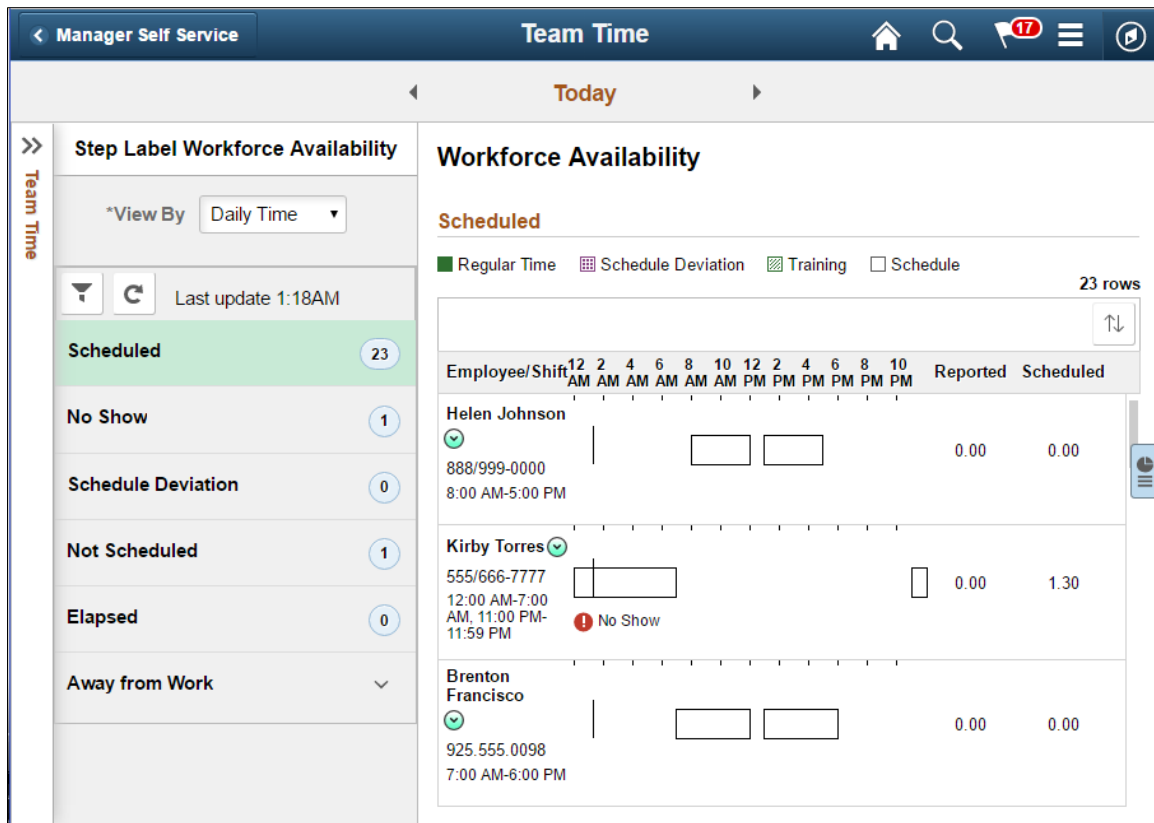 Manager Self Service
Team Time
17
Today
Team Time
Step Label Workforce Availability
*View By
Daily Time
Last update 1:18AM
Scheduled
23
No Show
1
Schedule Deviation
0
Not Scheduled
1
Elapsed
0
Away from Work
Workforce Availability
Scheduled
Regular Time
Schedule Deviation
Training
Schedule
23 rows
Employee/Shift
12 2 4 6 8 10 12 2 4 6 8 10
AM AM AM AM AM AM PM PM PM PM PM PM
Reported
Scheduled
Helen Johnson
888/999-0000
8:00 AM-5:00 PM
0.00
0.00
Kirby Torres
555/666-7777
12:00 AM-7:00
AM, 11:00 PM-
11:59 PM
No Show
0.00
1.30
Brenton
Francisco
925.555.0098
7:00 AM-6:00 PM
0.00
0.00